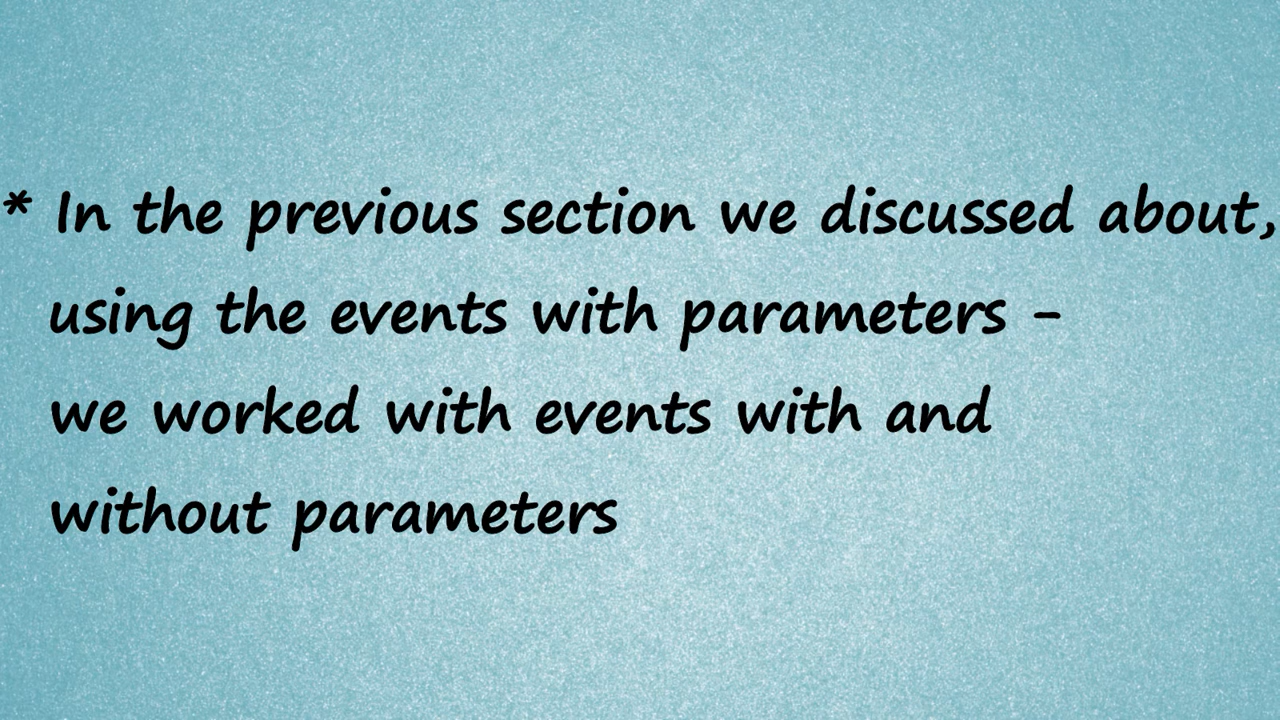 * In the previous section we discussed about,
using the events with parameters -
we worked with events with and
without parameters